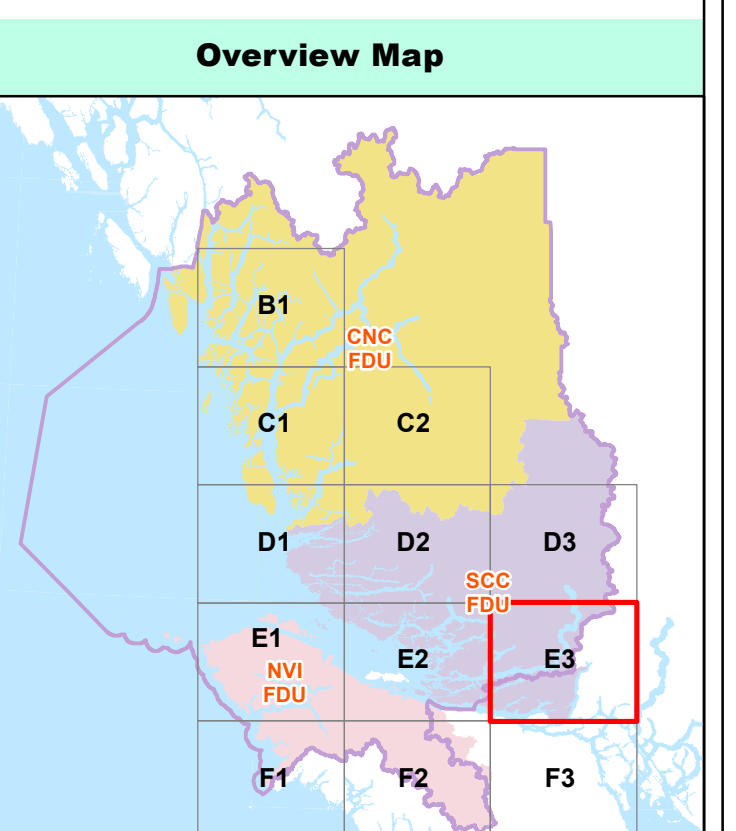 Overview Map
B1
CNC
FDU
C1
C2
D1
D2
D3
SCC
FDU
E1
E2
E3
NVI
FDU
F1
F2
F3